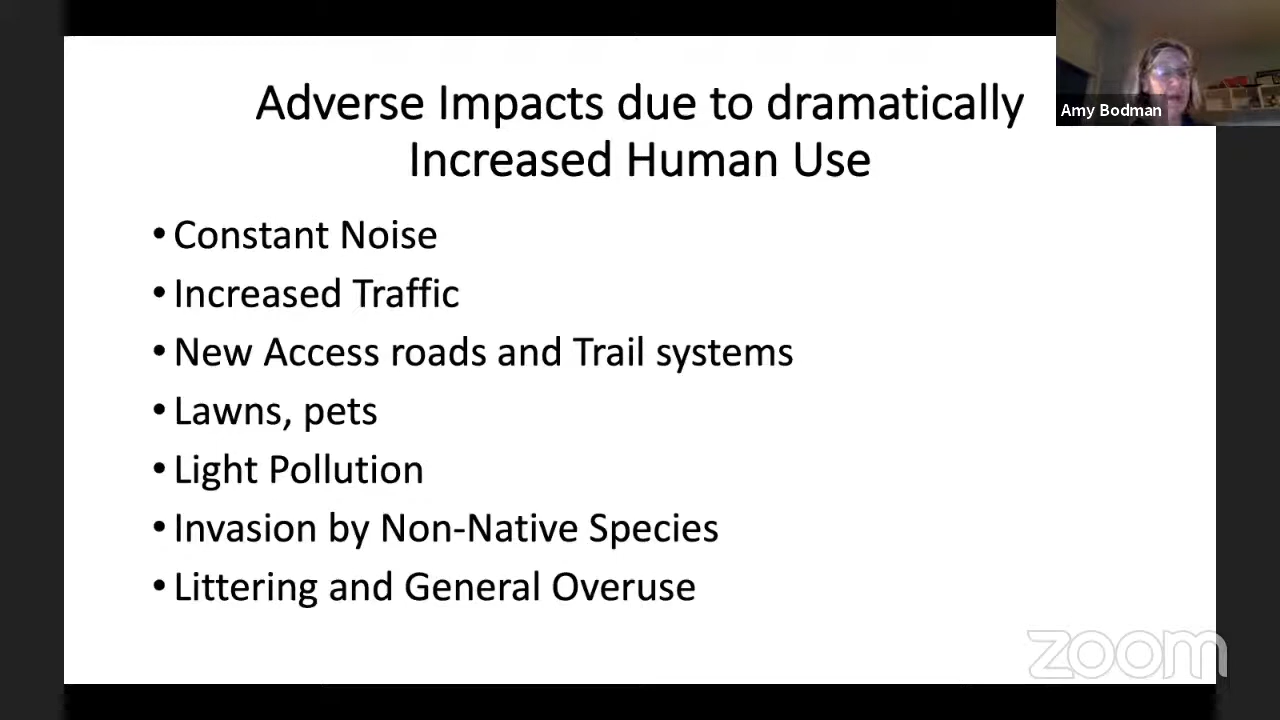 Adverse Impacts due to dramatically
Increased Human Use
Amy Bodman
• Constant Noise
• Increased Traffic
• New Access roads and Trail systems
• Lawns, pets
• Light Pollution
• Invasion by Non-Native Species
• Littering and General Overuse
zoom